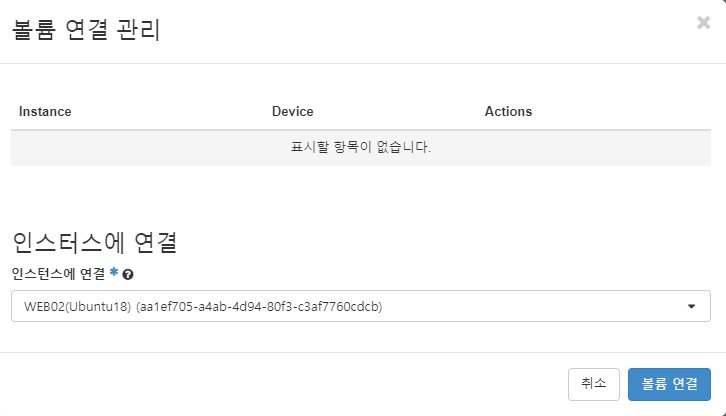 볼륨 연결 관리
×
Instance Device Actions
표시할 항목이 없습니다.
인스터스에 연결
인스턴스에 연결 * ?
WEB02(Ubuntu18) (aa1ef705-a4ab-4d94-80f3-c3af7760cdcb)
취소 볼륨 연결